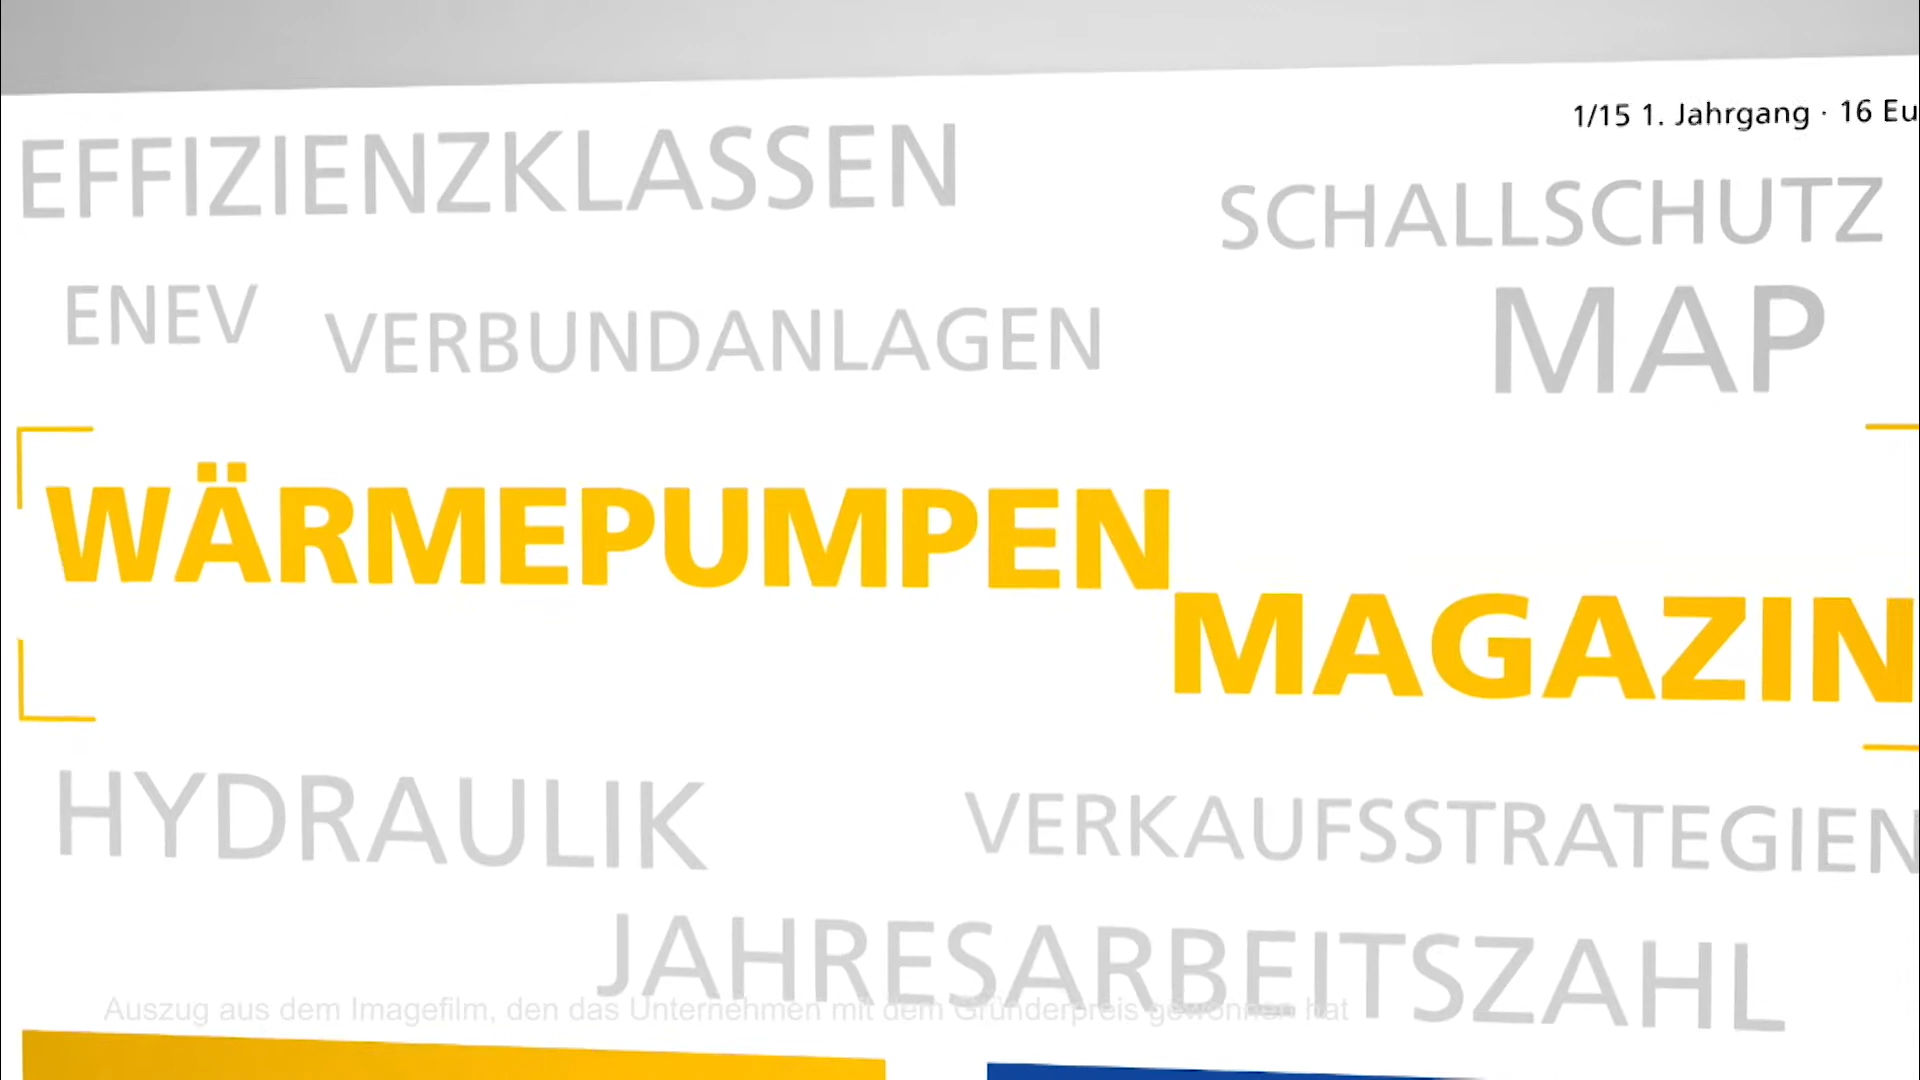 1/15 1. Jahrgang · 16 Eu
EFFIZIENZKLASSEN
SCHALLSCHUTZ
ENEV
VERBUNDANLAGEN
MAP
WÄRMEPUMPEN
MAGAZIN
HYDRAULIK
VERKAUFSSTRATEGIEN
JAHRESARBEITSZAHL
Auszug aus dem Imagefilm, den das Unternehmen mit dem Gründerpreis gewonnen hat